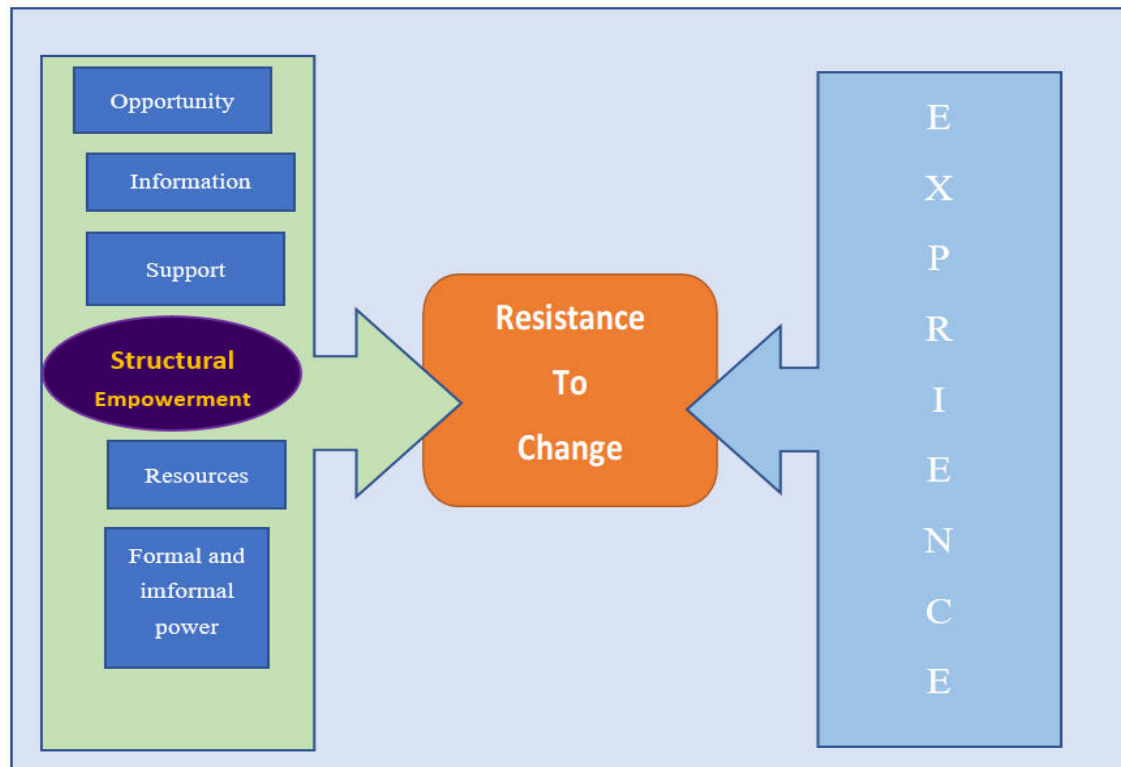 Opportunity
Information
Support
Structural
Empowerment
Resources
Formal and
imformal
power
Resistance
To
Change
E
X
P
R
I
E
N
C
E